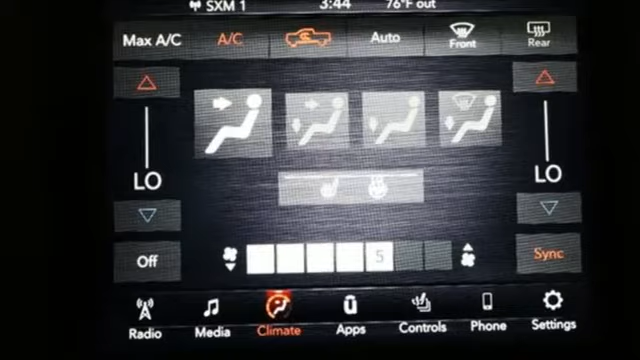 SXM 1 3:44 76°F out
Max A/C A/C Auto Front Rear
LO LO
Off 5 Sync
Radio Media Climate Apps Controls Phone Settings